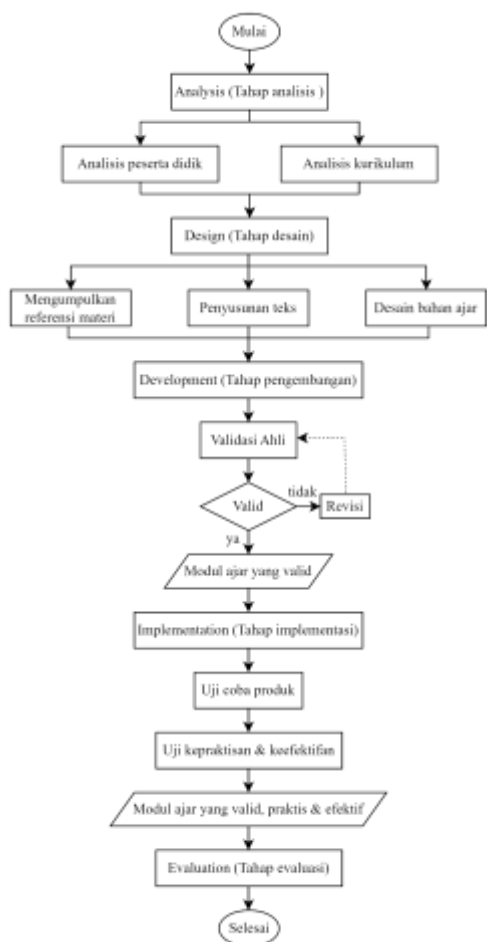 Mulai
Analysis (Tahap analisis )
Analisis peserta didik
Analisis kurikulum
Design (Tahap desain)
Mengumpulkan
referensi materi
Penyusunan teks
Desain bahan ajar
Development (Tahap pengembangan)
Validasi Ahli
Valid
tidak
Revisi
ya
Modul ajar yang valid
Implementation (Tahap implementasi)
Uji coba produk
Uji kepraktisan & keefektifan
Modul ajar yang valid, praktis & efektif
Evaluation (Tahap evaluasi)
Selesai